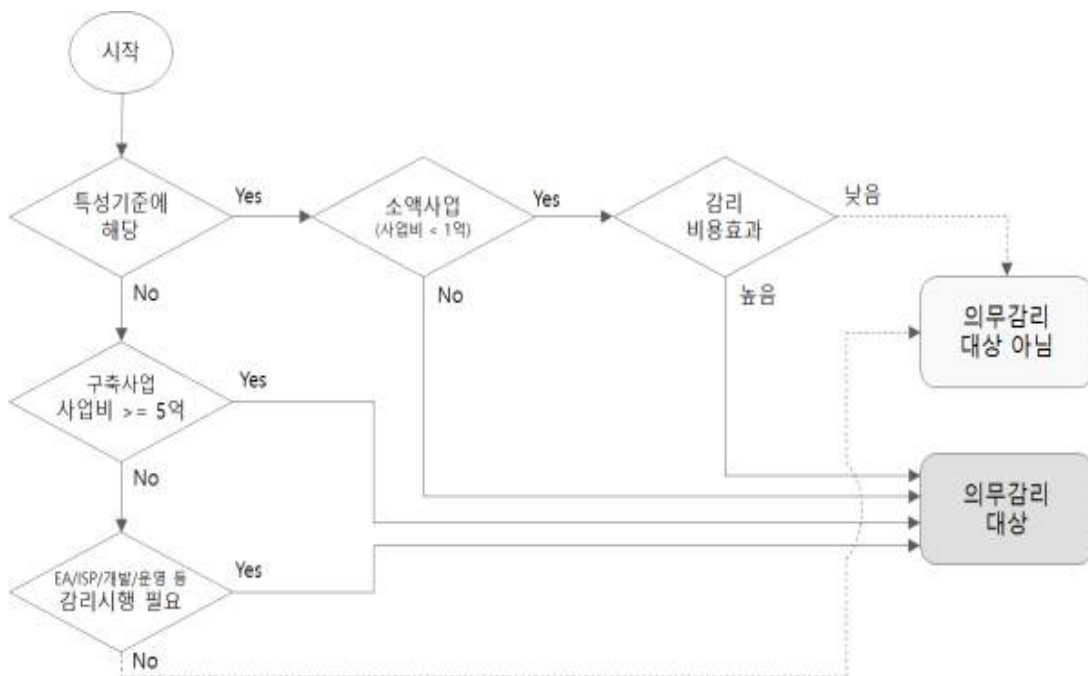 시작
특성기준에
해당
Yes
소액사업
(사업비 < 1억)
Yes
감리
비용효과
낮음
No
No
높음
의무감리
대상 아님
구축사업
사업비 >= 5억
Yes
No
의무감리
대상
EA/ISP/개발/운영 등
감리시행 필요
Yes
No